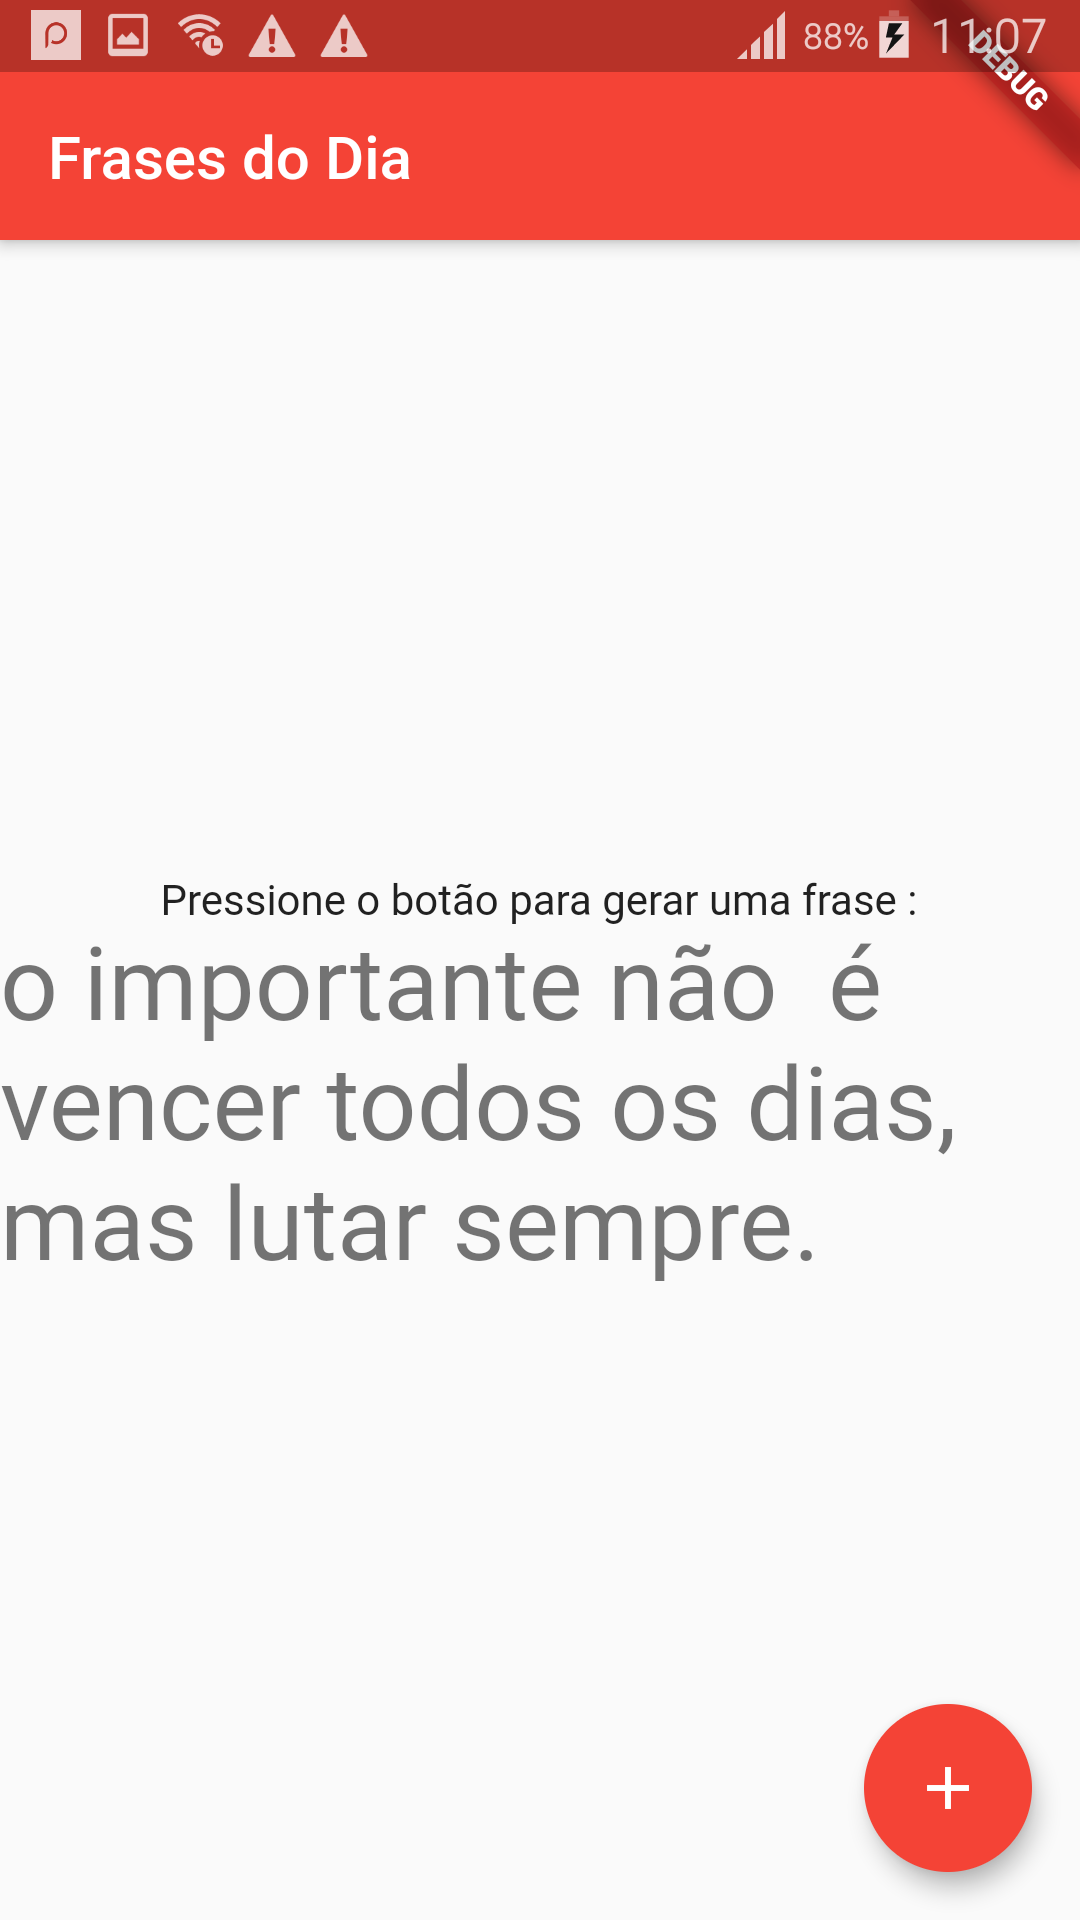 88% 11:07
DEBUG
Frases do Dia
Pressione o botão para gerar uma frase :
o importante não  é
vencer todos os dias,
mas lutar sempre.